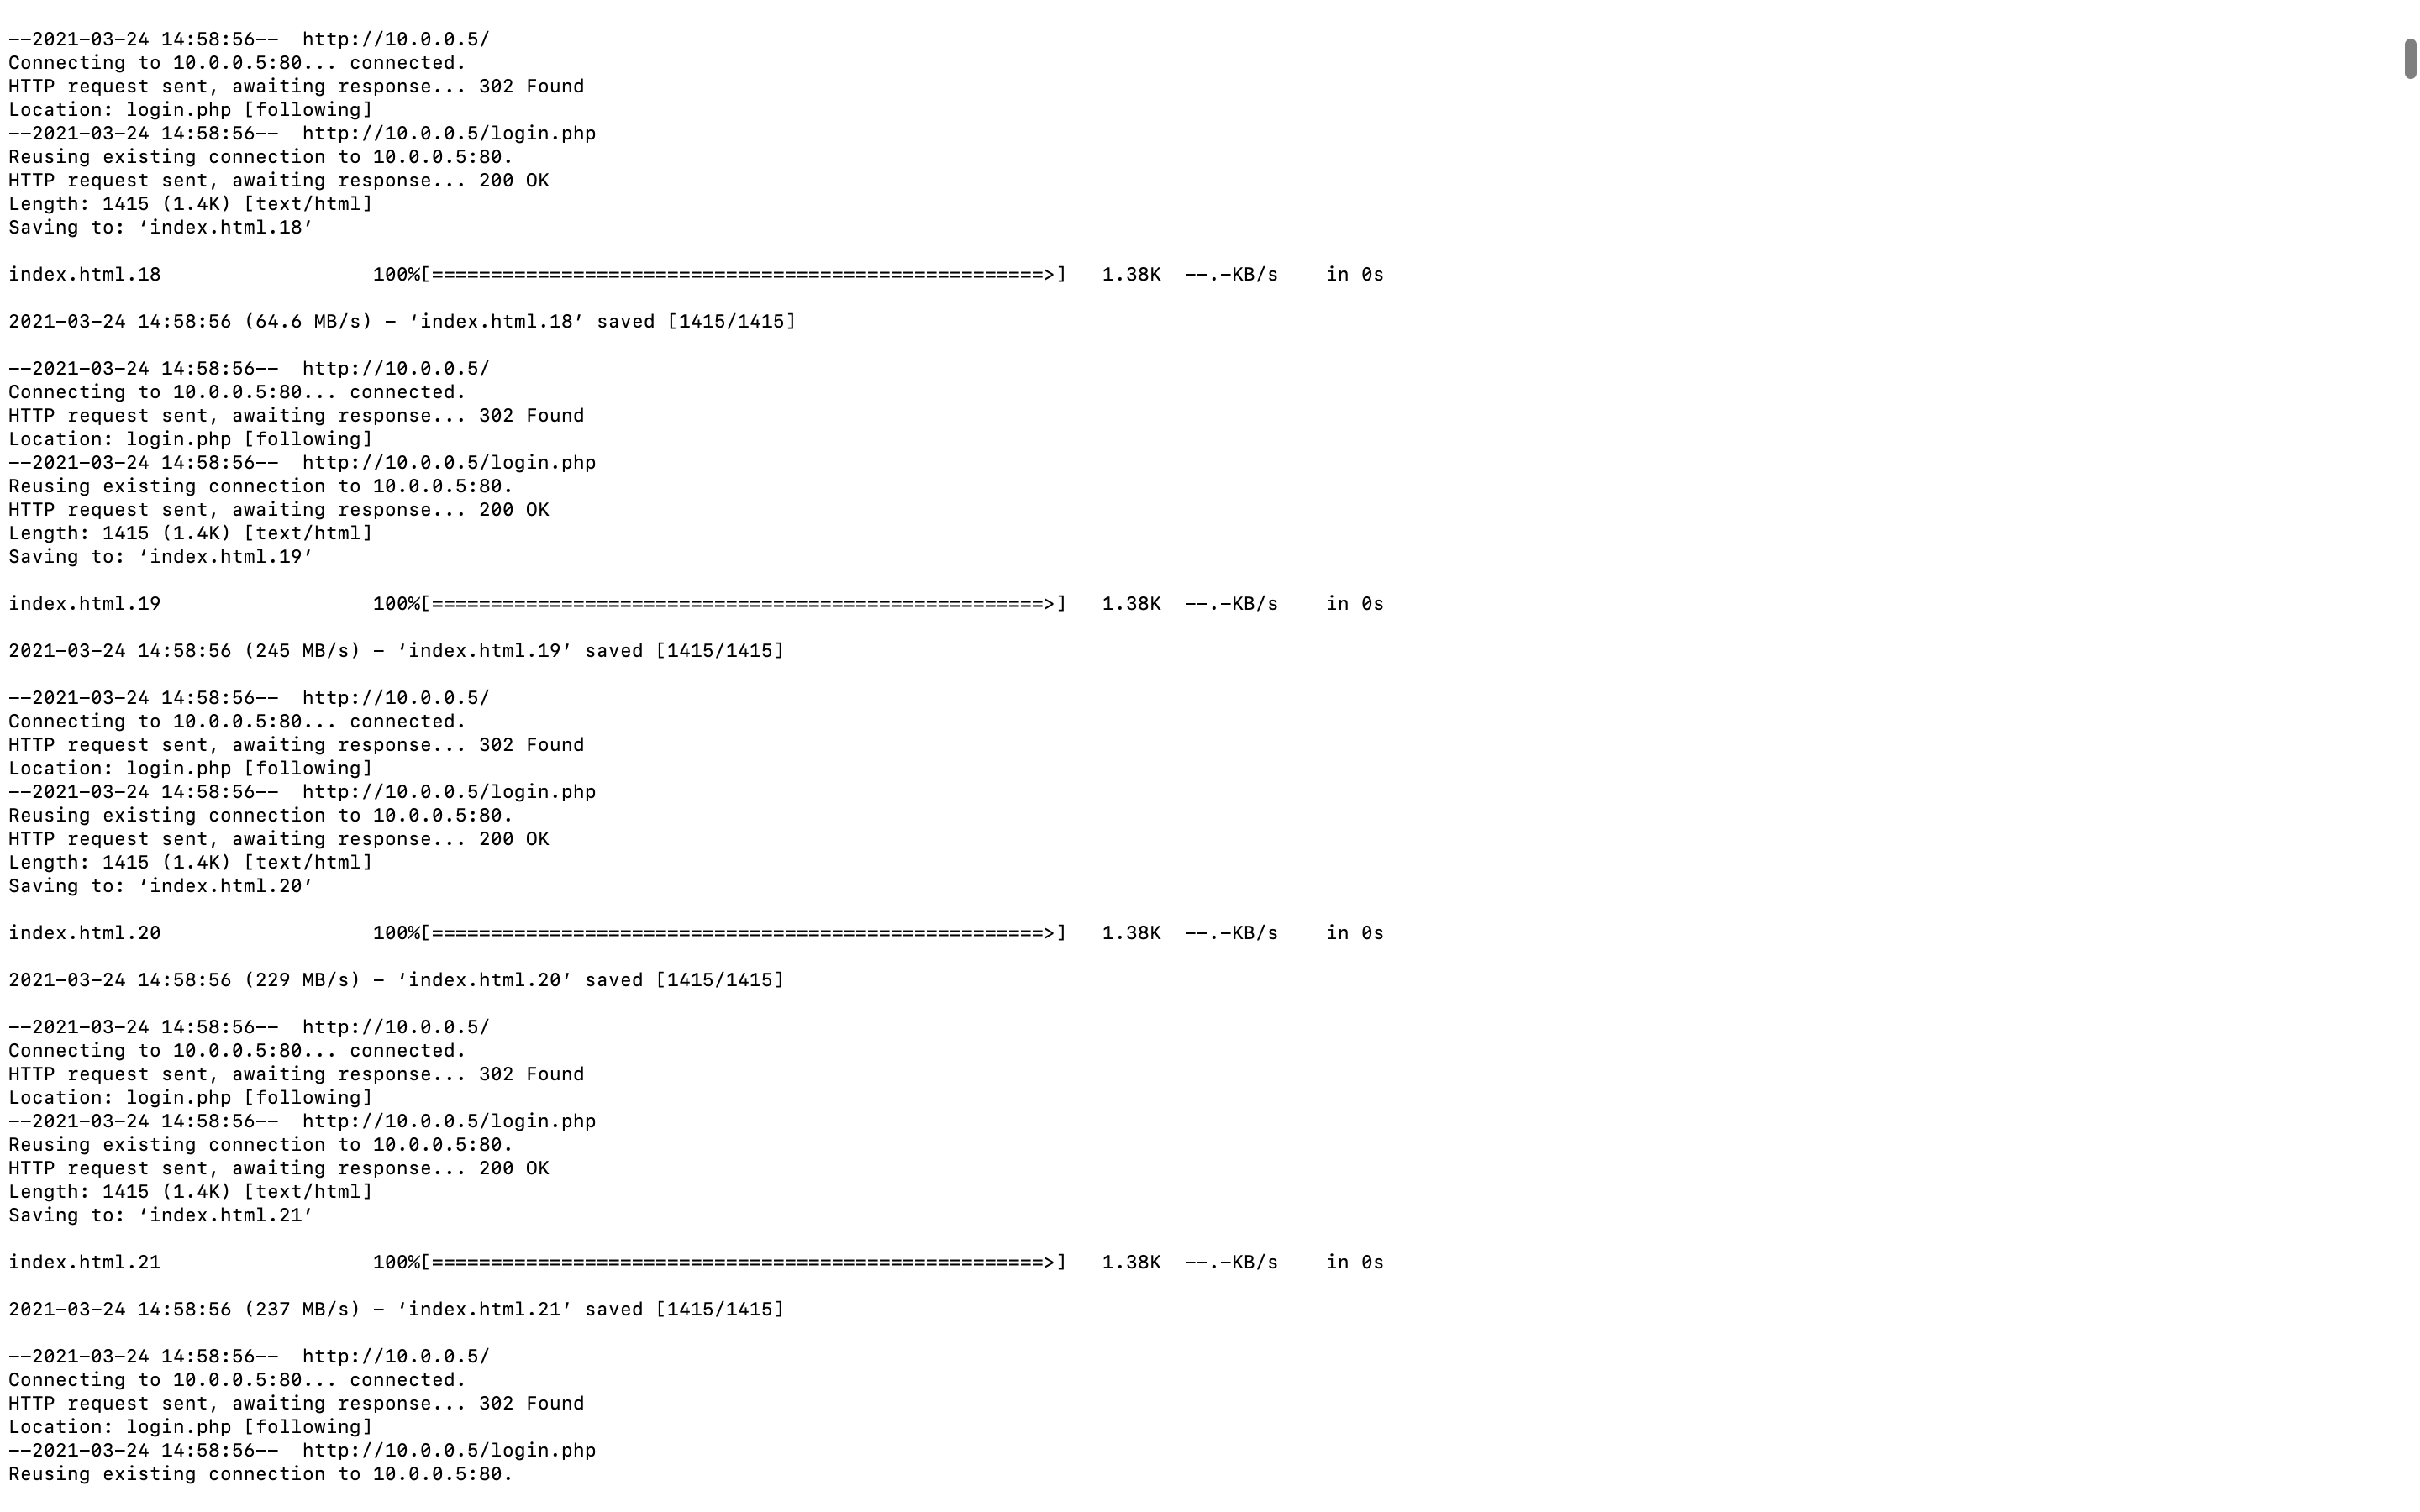 --2021-03-24 14:58:56--  http://10.0.0.5/
Connecting to 10.0.0.5:80... connected.
HTTP request sent, awaiting response... 302 Found
Location: login.php [following]
--2021-03-24 14:58:56--  http://10.0.0.5/login.php
Reusing existing connection to 10.0.0.5:80.
HTTP request sent, awaiting response... 200 OK
Length: 1415 (1.4K) [text/html]
Saving to: ‘index.html.18’

index.html.18                  100%[====================================================>]   1.38K  --.-KB/s    in 0s

2021-03-24 14:58:56 (64.6 MB/s) - ‘index.html.18’ saved [1415/1415]

--2021-03-24 14:58:56--  http://10.0.0.5/
Connecting to 10.0.0.5:80... connected.
HTTP request sent, awaiting response... 302 Found
Location: login.php [following]
--2021-03-24 14:58:56--  http://10.0.0.5/login.php
Reusing existing connection to 10.0.0.5:80.
HTTP request sent, awaiting response... 200 OK
Length: 1415 (1.4K) [text/html]
Saving to: ‘index.html.19’

index.html.19                  100%[====================================================>]   1.38K  --.-KB/s    in 0s

2021-03-24 14:58:56 (245 MB/s) - ‘index.html.19’ saved [1415/1415]

--2021-03-24 14:58:56--  http://10.0.0.5/
Connecting to 10.0.0.5:80... connected.
HTTP request sent, awaiting response... 302 Found
Location: login.php [following]
--2021-03-24 14:58:56--  http://10.0.0.5/login.php
Reusing existing connection to 10.0.0.5:80.
HTTP request sent, awaiting response... 200 OK
Length: 1415 (1.4K) [text/html]
Saving to: ‘index.html.20’

index.html.20                  100%[====================================================>]   1.38K  --.-KB/s    in 0s

2021-03-24 14:58:56 (229 MB/s) - ‘index.html.20’ saved [1415/1415]

--2021-03-24 14:58:56--  http://10.0.0.5/
Connecting to 10.0.0.5:80... connected.
HTTP request sent, awaiting response... 302 Found
Location: login.php [following]
--2021-03-24 14:58:56--  http://10.0.0.5/login.php
Reusing existing connection to 10.0.0.5:80.
HTTP request sent, awaiting response... 200 OK
Length: 1415 (1.4K) [text/html]
Saving to: ‘index.html.21’

index.html.21                  100%[====================================================>]   1.38K  --.-KB/s    in 0s

2021-03-24 14:58:56 (237 MB/s) - ‘index.html.21’ saved [1415/1415]

--2021-03-24 14:58:56--  http://10.0.0.5/
Connecting to 10.0.0.5:80... connected.
HTTP request sent, awaiting response... 302 Found
Location: login.php [following]
--2021-03-24 14:58:56--  http://10.0.0.5/login.php
Reusing existing connection to 10.0.0.5:80.